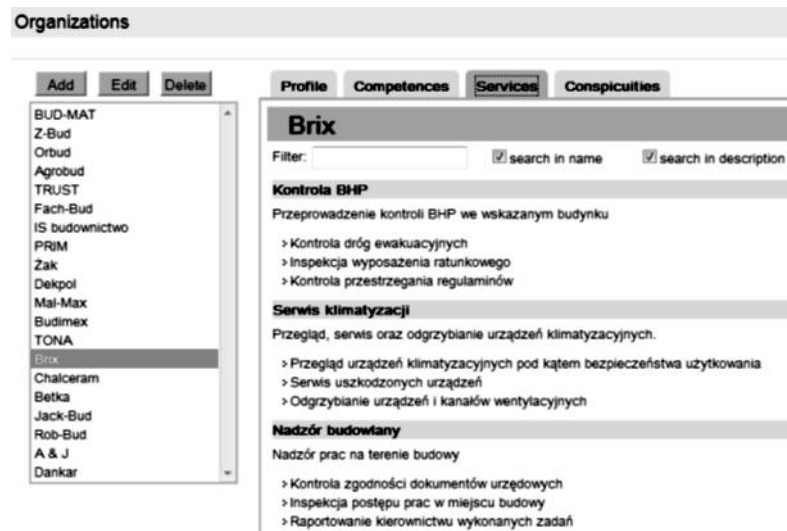 Organizations
Add Edit Delete
BUD-MAT
Z-Bud
Orbud
Agrobud
TRUST
Fach-Bud
IS budownictwo
PRIM
Żak
Dekpol
Mal-Max
Budimex
TONA
Brix
Chalceram
Betka
Jack-Bud
Rob-Bud
A & J
Dankar
Profile Competences Services Conspicuities
Brix
Filter: search in name search in description
Kontrola BHP
Przeprowadzenie kontroli BHP we wskazanym budynku
> Kontrola dróg ewakuacyjnych
> Inspekcja wyposażenia ratunkowego
> Kontrola przestrzegania regulaminów
Serwis klimatyzacji
Przegląd, serwis oraz odgrzybianie urządzeń klimatyzacyjnych.
> Przegląd urządzeń klimatyzacyjnych pod kątem bezpieczeństwa użytkowania
> Serwis uszkodzonych urządzeń
> Odgrzybianie urządzeń i kanałów wentylacyjnych
Nadzór budowlany
Nadzór prac na terenie budowy
> Kontrola zgodności dokumentów urzędowych
> Inspekcja postępu prac w miejscu budowy
> Raportowanie kierownictwu wykonanych zadań